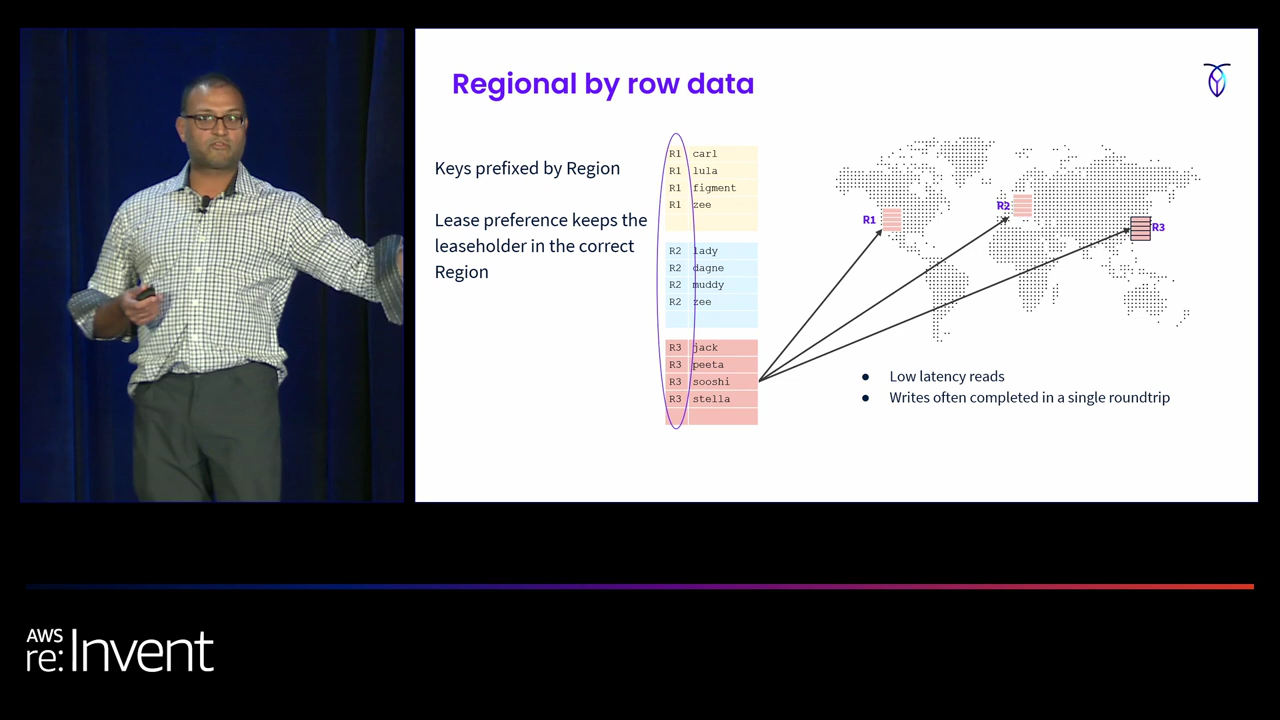 Regional by row data
Keys prefixed by Region
Lease preference keeps the
leaseholder in the correct
Region
R1 carl
R1 lula
R1 figment
R1 zee
R2 lady
R2 dagne
R2 muddy
R2 zee
R3 jack
R3 peeta
R3 sooshi
R3 stella
R1
R2
R3
● Low latency reads
● Writes often completed in a single roundtrip
AWS
re:Invent